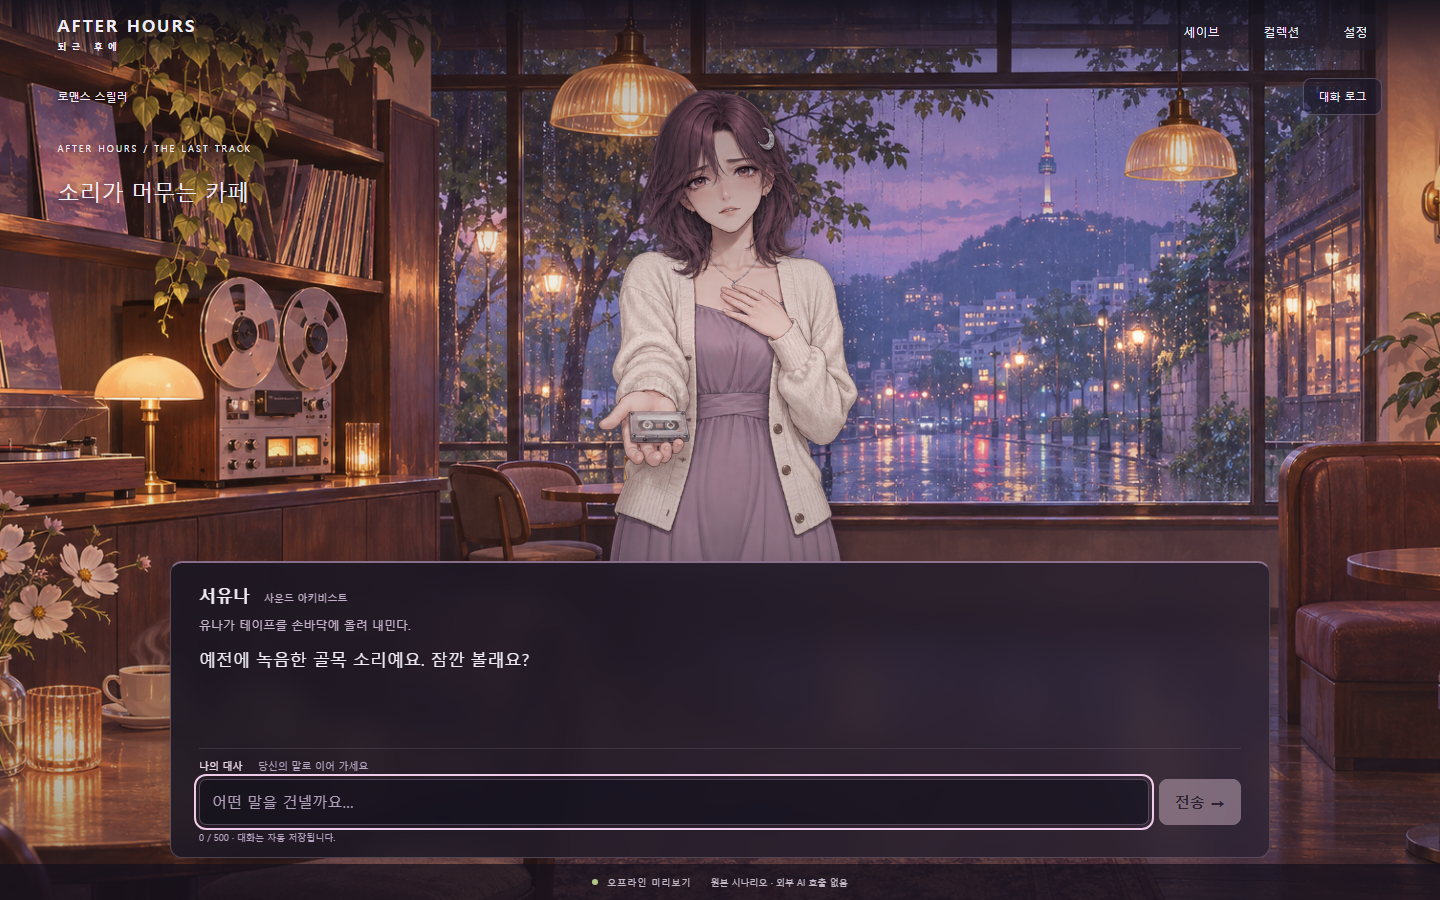 AFTER HOURS
퇴근 후에
세이브
컬렉션
설정
로맨스 스릴러
대화 로그
AFTER HOURS / THE LAST TRACK
소리가 머무는 카페
서유나 사운드 아키비스트
유나가 테이프를 손바닥에 올려 내민다.
예전에 녹음한 골목 소리예요. 잠깐 볼래요?
나의 대사 당신의 말로 이어 가세요
어떤 말을 건넬까요...
전송 →
0 / 500 · 대화는 자동 저장됩니다.
오프라인 미리보기 원본 시나리오 · 외부 AI 호출 없음